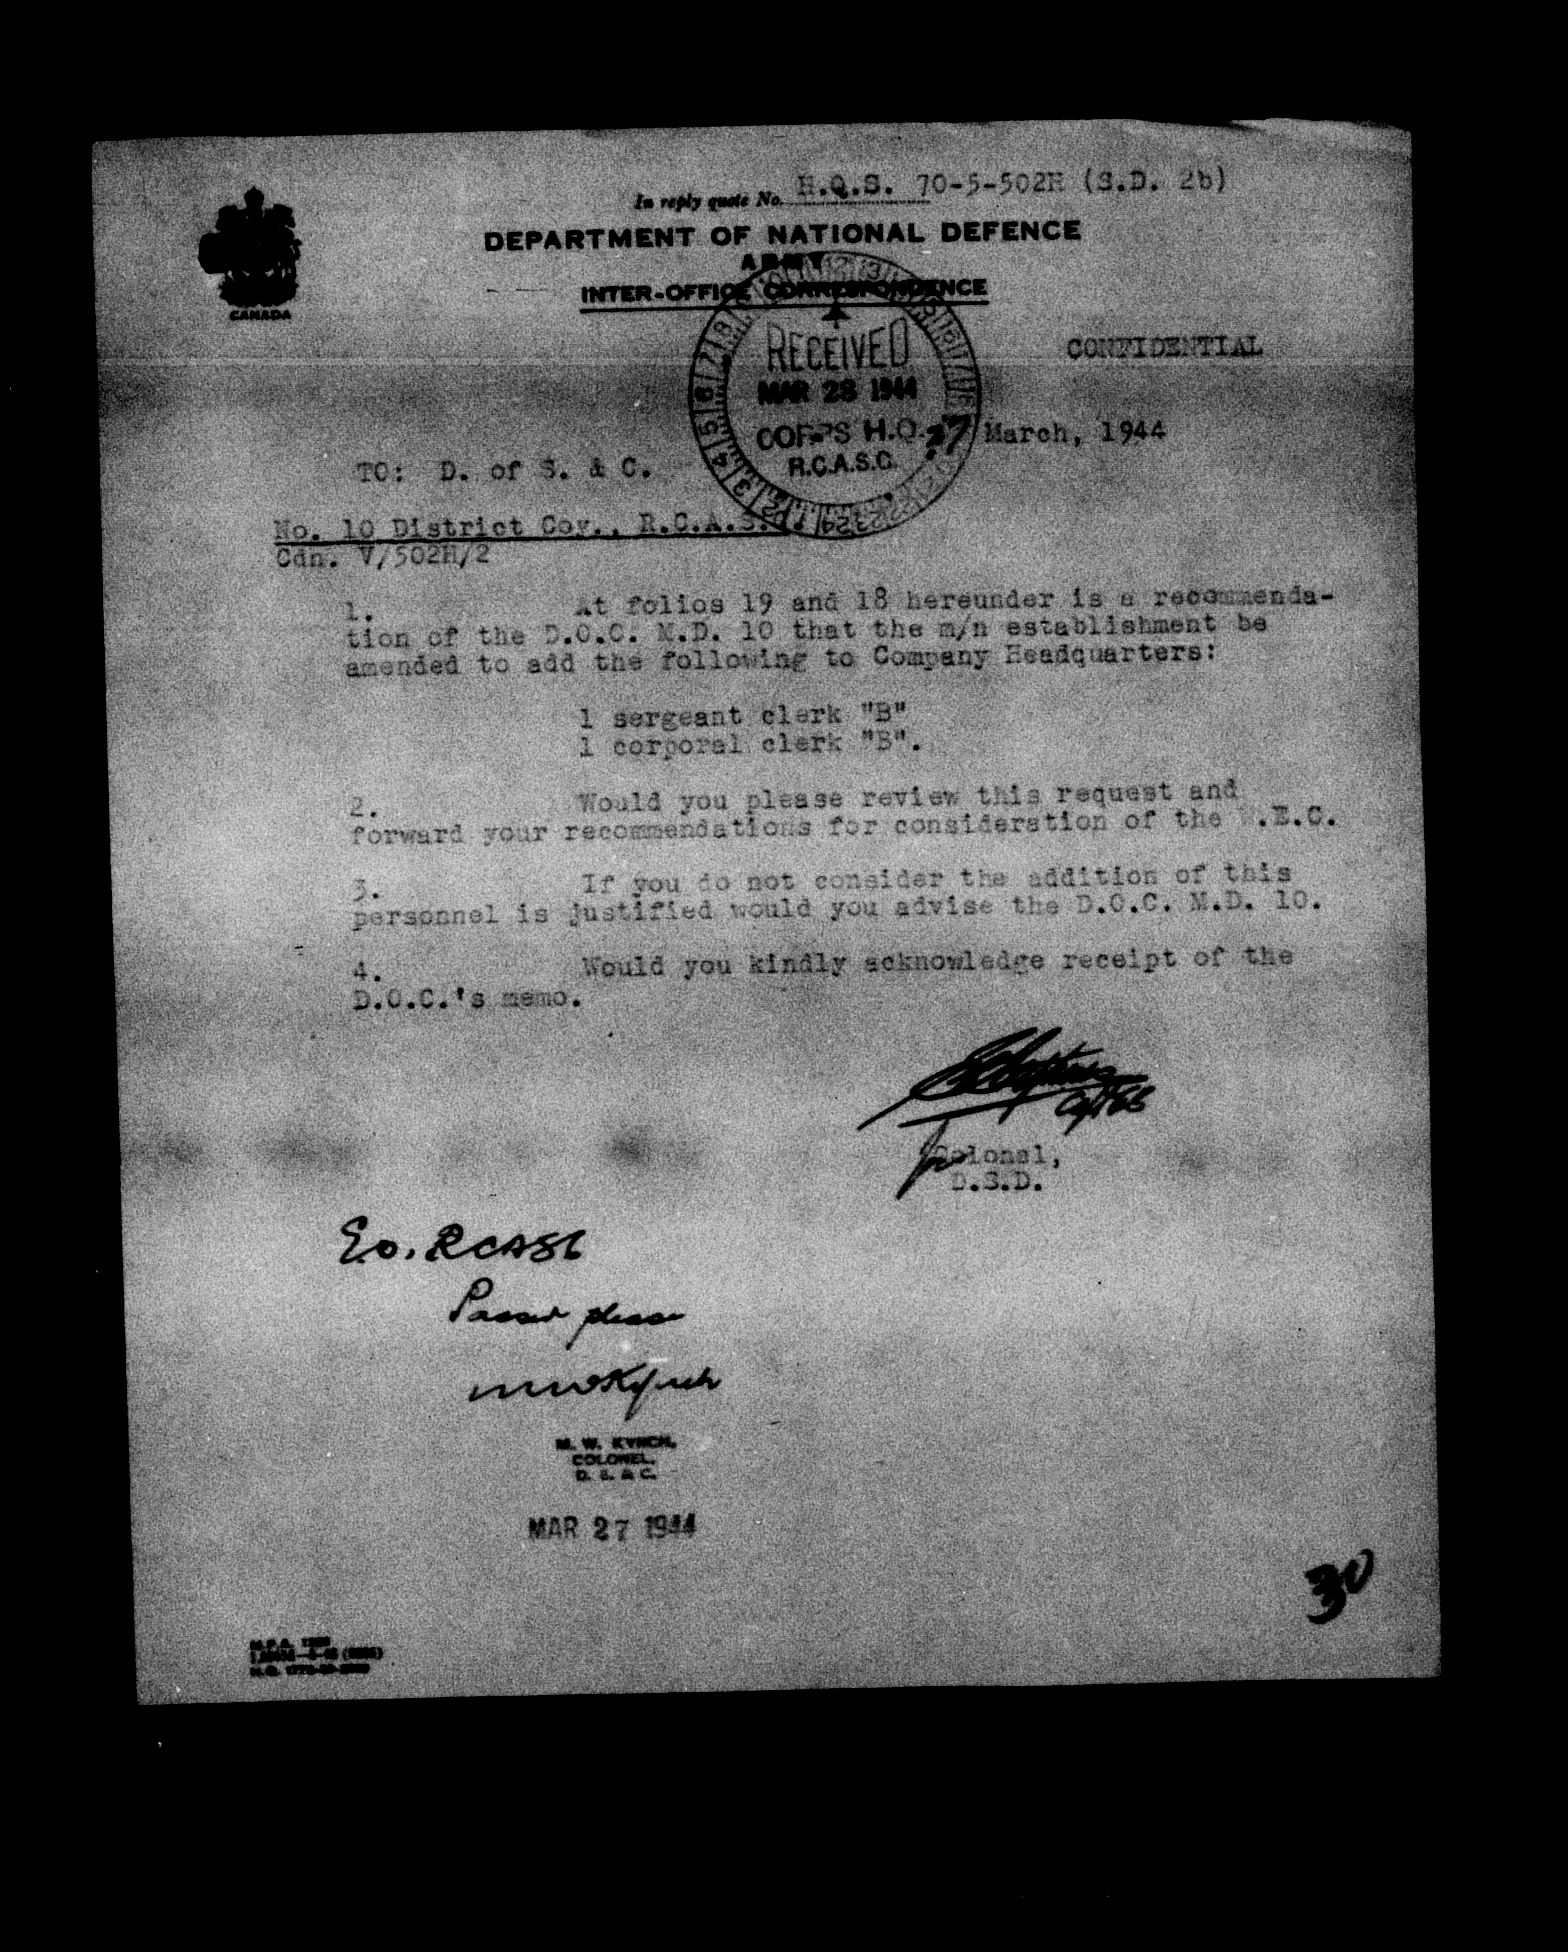 In reply quote No. H.Q.S. 70-5-502H (S.D. 2b)
DEPARTMENT OF NATIONAL DEFENCE
ARMY
INTER-OFFICE CORRESPONDENCE
CANADA
CONFIDENTIAL
RECEIVED
MAR 28 1944
CORPS H.Q.
R.C.A.S.C.
27 March, 1944
TO: D. of S. & C.
No. 10 District Coy., R.C.A.S.C.
Cdn. V/502H/2
1. At folios 19 and 18 hereunder is a recommenda-
tion of the D.O.C. M.D. 10 that the m/n establishment be
amended to add the following to Company Headquarters:
1 sergeant clerk "B"
1 corporal clerk "B".
2. Would you please review this request and
forward your recommendations for consideration of the W.E.C.
3. If you do not consider the addition of this
personnel is justified would you advise the D.O.C. M.D. 10.
4. Would you kindly acknowledge receipt of the
D.O.C.'s memo.
for Colonel,
D.S.D.
RCASC
Passed please
MWKynch
M. W. KYNCH,
COLONEL,
D. S. & C.
MAR 27 1944
30